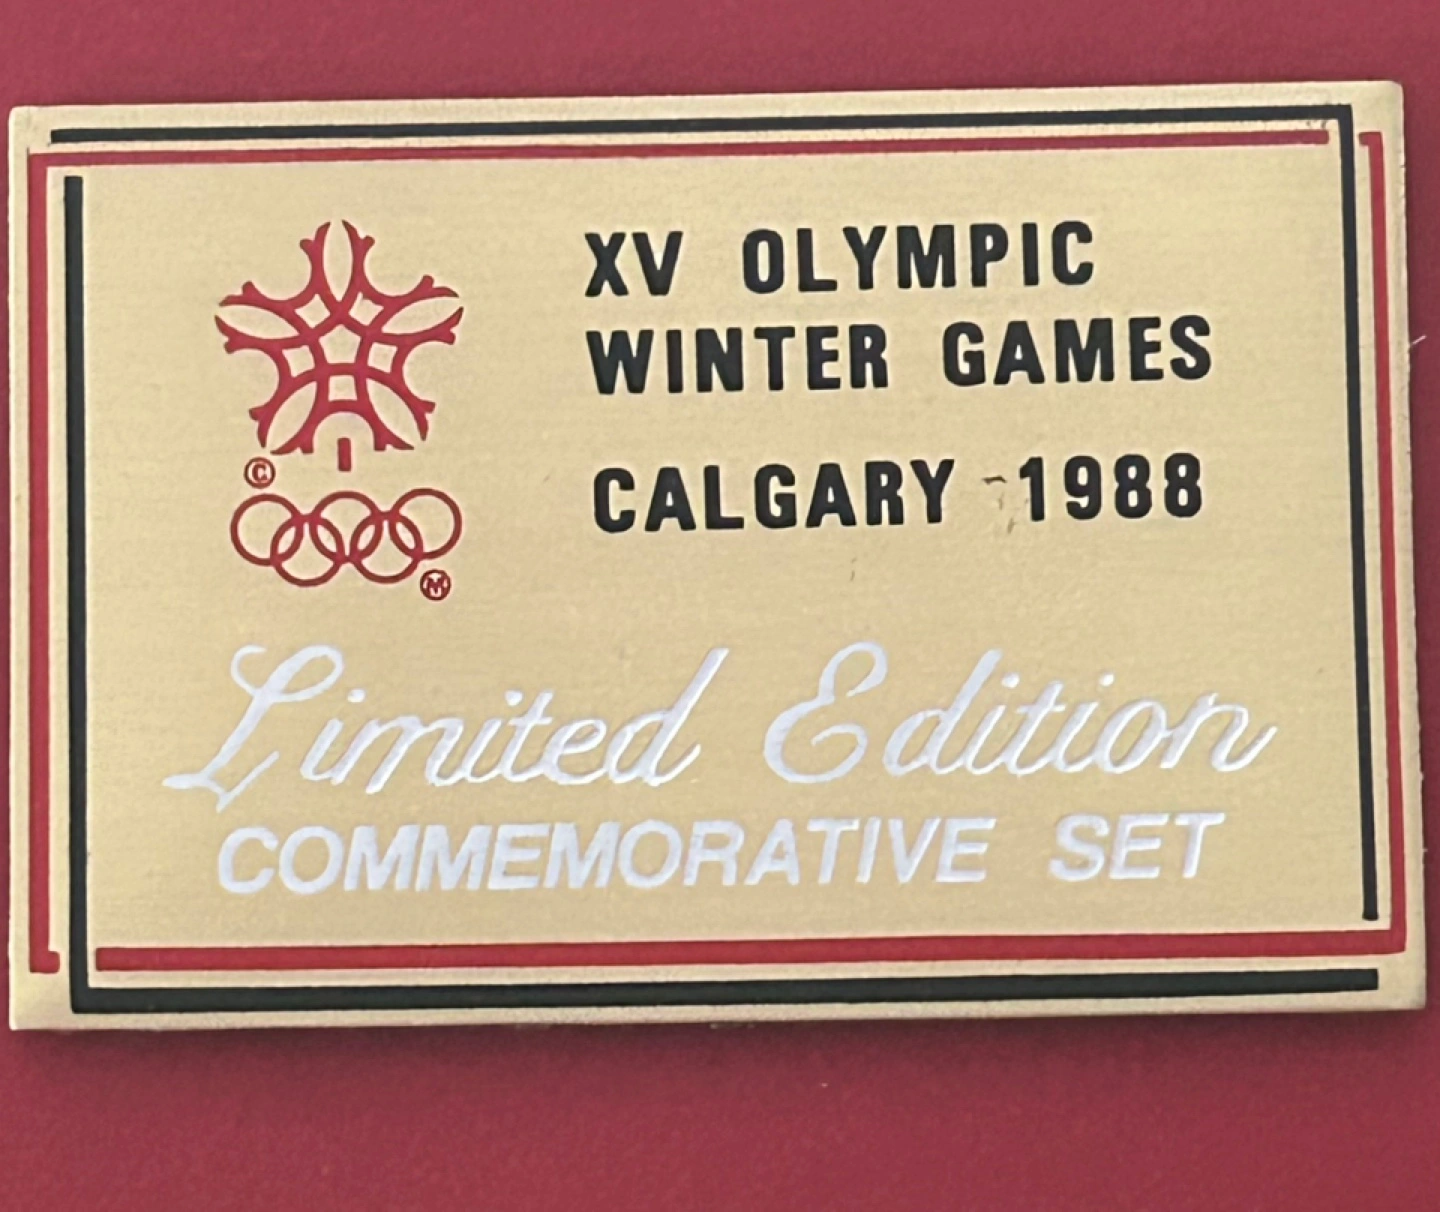 XV OLYMPIC
WINTER GAMES
CALGARY 1988
©
Ⓜ
Limited Edition
COMMEMORATIVE SET